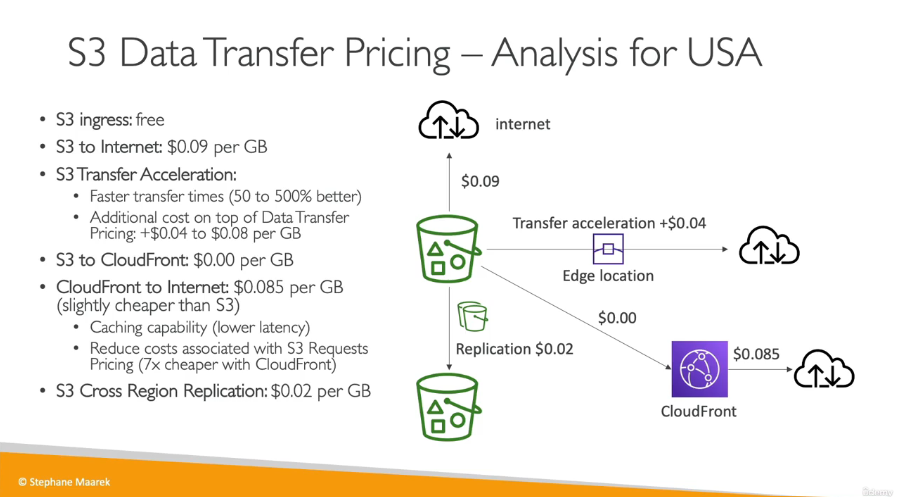 S3 Data Transfer Pricing – Analysis for USA
• S3 ingress: free
• S3 to Internet: $0.09 per GB
• S3 Transfer Acceleration:
• Faster transfer times (50 to 500% better)
• Additional cost on top of Data Transfer
Pricing: +$0.04 to $0.08 per GB
• S3 to CloudFront: $0.00 per GB
• CloudFront to Internet: $0.085 per GB
(slightly cheaper than S3)
• Caching capability (lower latency)
• Reduce costs associated with S3 Requests
Pricing (7x cheaper with CloudFront)
• S3 Cross Region Replication: $0.02 per GB
internet
$0.09
Transfer acceleration +$0.04
Edge location
$0.00
Replication $0.02
$0.085
CloudFront
© Stephane Maarek
Udemy